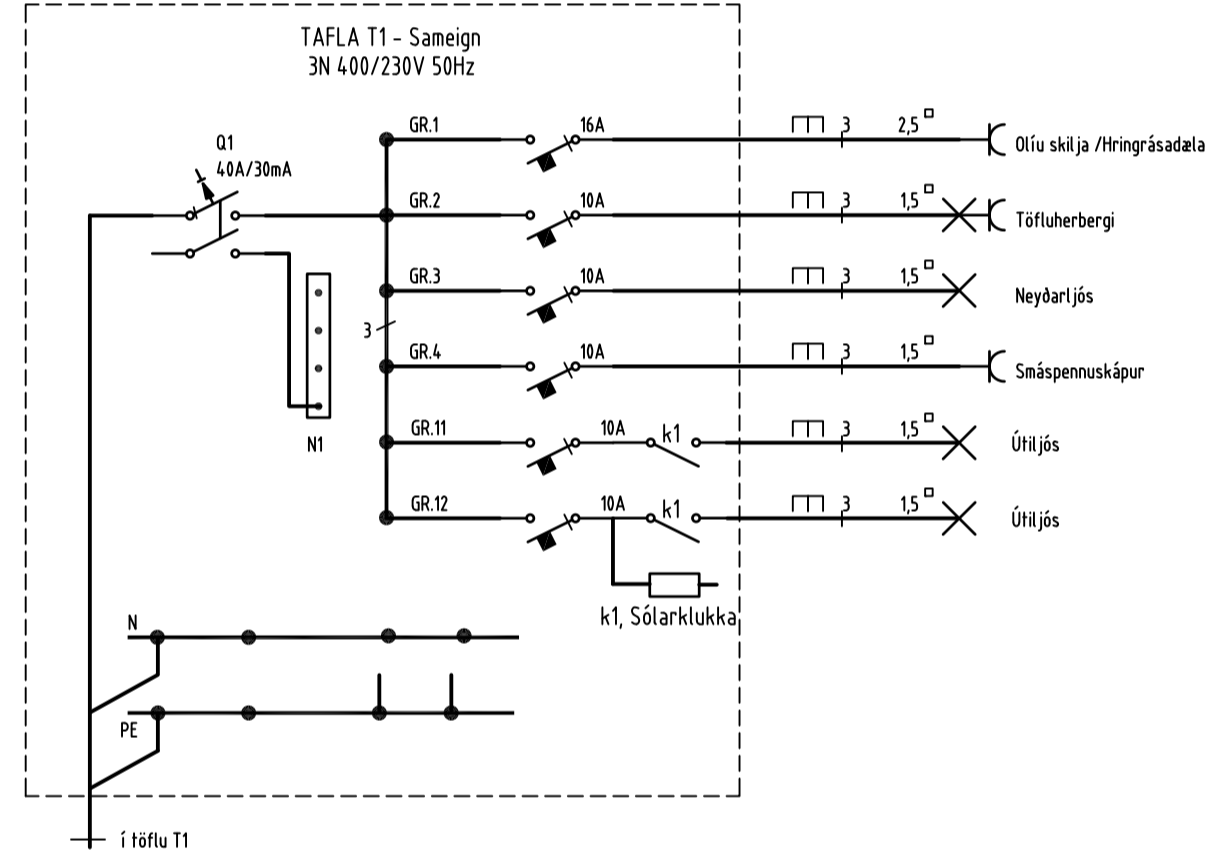 TAFLA T1 - Sameign
3N 400/230V 50Hz
Q1
40A/30mA
GR.1 16A 3 2,5 Olíu skilja /Hringrásadæla
GR.2 10A 3 1,5 Töfluherbergi
GR.3 10A 3 1,5 Neyðarljós
3
GR.4 10A 3 1,5 Smáspennuskápur
N1
GR.11 10A k1 3 1,5 Útiljós
GR.12 10A k1 3 1,5 Útiljós
k1, Sólarklukka
N
PE
í töflu T1